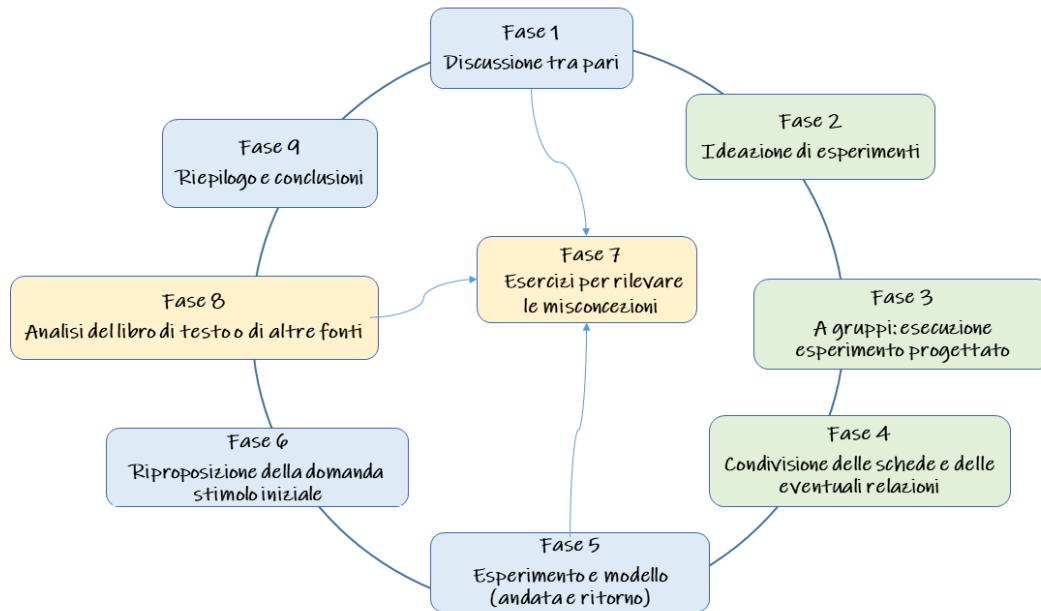 Fase 1
Discussione tra pari
Fase 2
Ideazione di esperimenti
Fase 3
A gruppi: esecuzione
esperimento progettato
Fase 4
Condivisione delle schede e delle
eventuali relazioni
Fase 5
Esperimento e modello
(andata e ritorno)
Fase 6
Riproposizione della domanda
stimolo iniziale
Fase 7
Esercizi per rilevare
le misconcezioni
Fase 8
Analisi del libro di testo o di altre fonti
Fase 9
Riepilogo e conclusioni